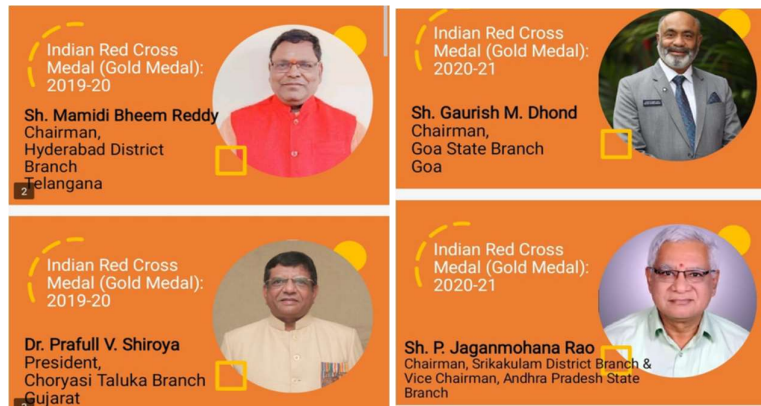 Indian Red Cross
Medal (Gold Medal):
2019-20
Sh. Mamidi Bheem Reddy
Chairman,
Hyderabad District
Branch
Telangana
2
Indian Red Cross
Medal (Gold Medal):
2020-21
Sh. Gaurish M. Dhond
Chairman,
Goa State Branch
Goa
Indian Red Cross
Medal (Gold Medal):
2019-20
Dr. Prafull V. Shiroya
President,
Choryasi Taluka Branch
Gujarat
Indian Red Cross
Medal (Gold Medal):
2020-21
Sh. P. Jaganmohana Rao
Chairman, Srikakulam District Branch &
Vice Chairman, Andhra Pradesh State
Branch